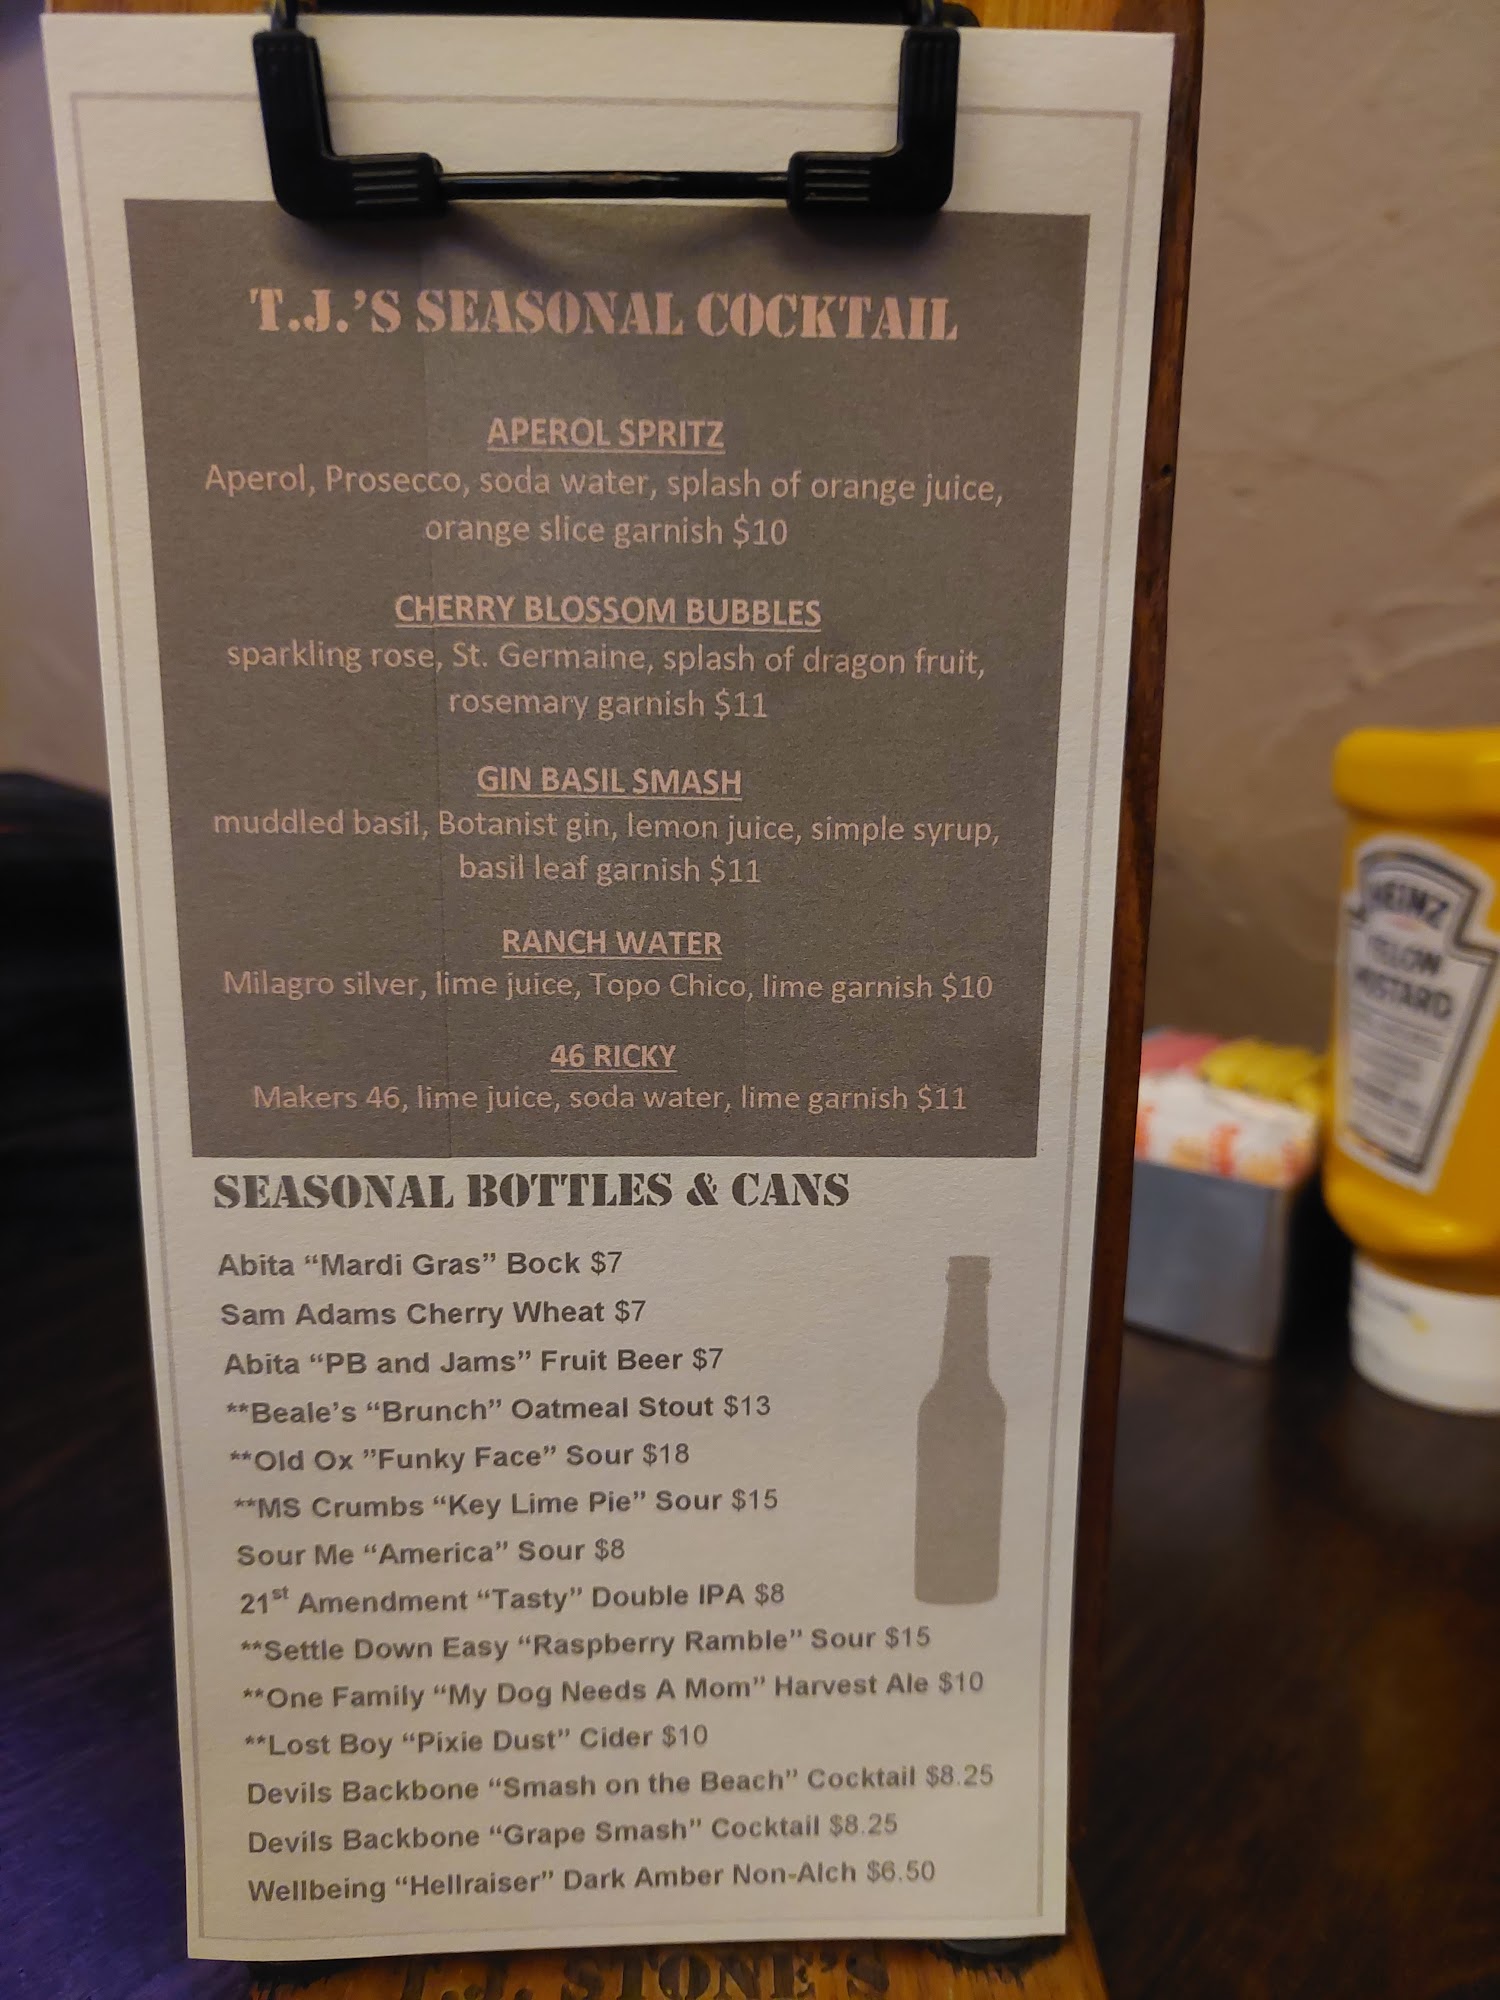 T.J.'S SEASONAL COCKTAIL
APEROL SPRITZ
Aperol, Prosecco, soda water, splash of orange juice,
orange slice garnish $10
CHERRY BLOSSOM BUBBLES
sparkling rose, St. Germaine, splash of dragon fruit,
rosemary garnish $11
GIN BASIL SMASH
muddled basil, Botanist gin, lemon juice, simple syrup,
basil leaf garnish $11
RANCH WATER
Milagro silver, lime juice, Topo Chico, lime garnish $10
46 RICKY
Makers 46, lime juice, soda water, lime garnish $11
SEASONAL BOTTLES & CANS
Abita “Mardi Gras” Bock $7
Sam Adams Cherry Wheat $7
Abita “PB and Jams” Fruit Beer $7
**Beale’s “Brunch” Oatmeal Stout $13
**Old Ox ”Funky Face” Sour $18
**MS Crumbs “Key Lime Pie” Sour $15
Sour Me “America” Sour $8
21st Amendment “Tasty” Double IPA $8
**Settle Down Easy “Raspberry Ramble” Sour $15
**One Family “My Dog Needs A Mom” Harvest Ale $10
**Lost Boy “Pixie Dust” Cider $10
Devils Backbone “Smash on the Beach” Cocktail $8.25
Devils Backbone “Grape Smash” Cocktail $8.25
Wellbeing “Hellraiser” Dark Amber Non-Alch $6.50
T.J. STONE'S
HEINZ
YELLOW
MUSTARD